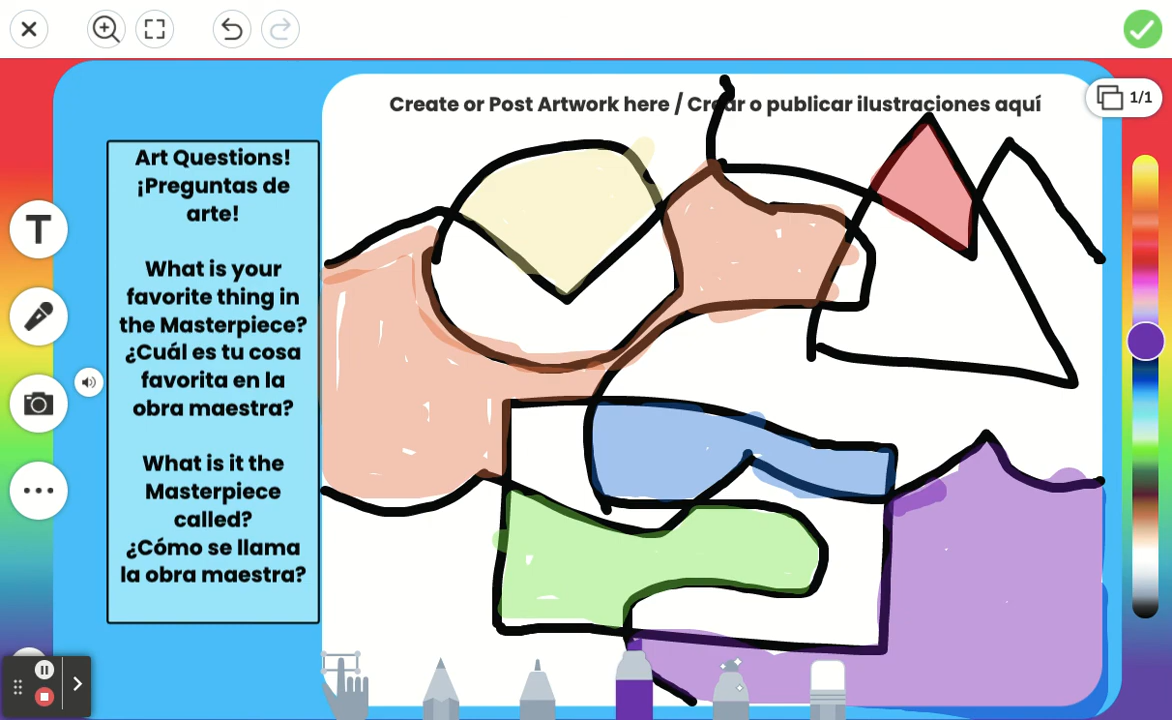 Create or Post Artwork here / Crear o publicar ilustraciones aquí
1/1
Art Questions!
¡Preguntas de
arte!
What is your
favorite thing in
the Masterpiece?
¿Cuál es tu cosa
favorita en la
obra maestra?
What is it the
Masterpiece
called?
¿Cómo se llama
la obra maestra?
T